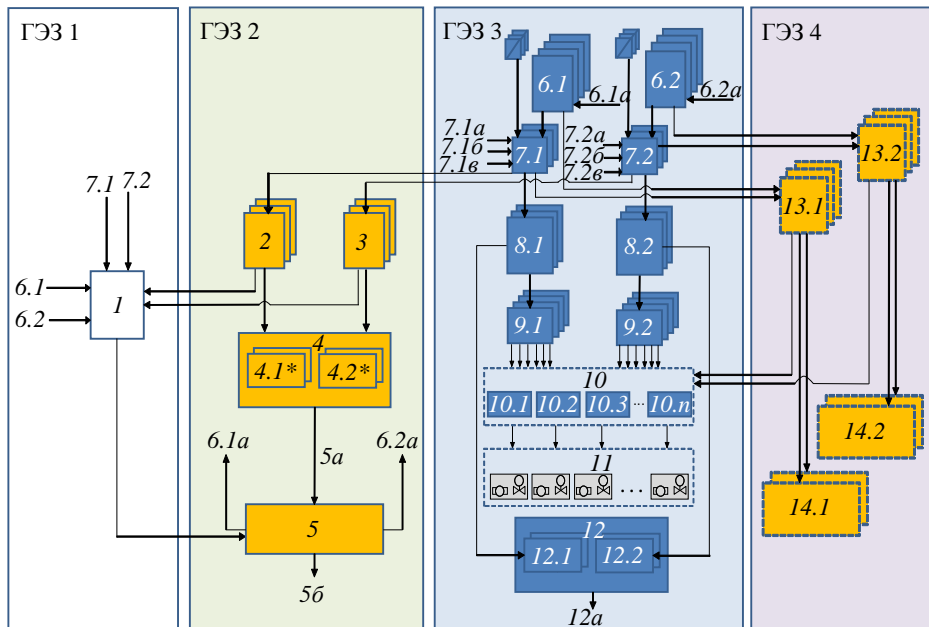 ГЭЗ 1
ГЭЗ 2
ГЭЗ 3
ГЭЗ 4
6.1
6.2
6.1а
6.2а
7.1а
7.1б
7.1в
7.1
7.2а
7.2б
7.2в
7.2
13.2
13.1
7.1
7.2
2
3
8.1
8.2
6.1
6.2
1
9.1
9.2
4
4.1*
4.2*
10
10.1
10.2
10.3
...
10.n
14.2
6.1а
6.2а
5а
11
...
14.1
5
12
12.1
12.2
5б
12а